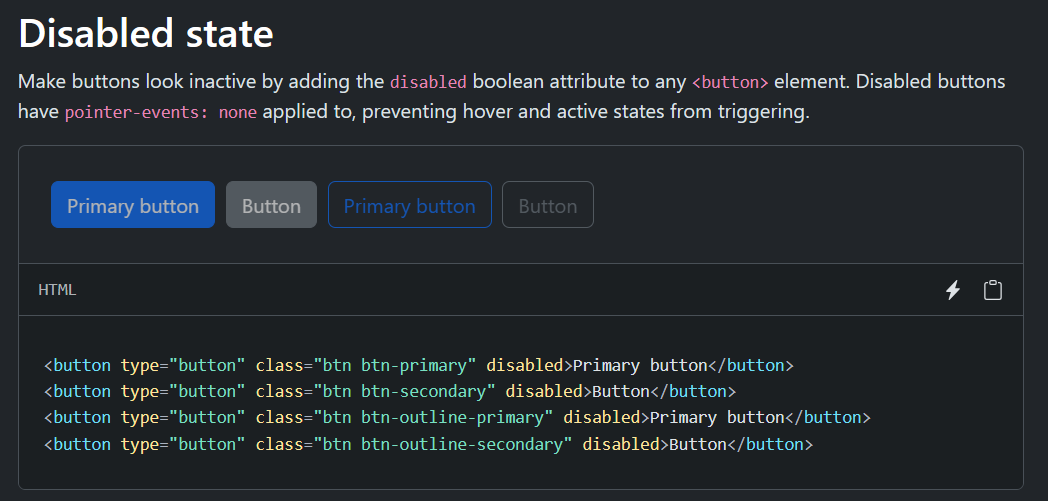 Disabled state
Make buttons look inactive by adding the disabled boolean attribute to any <button> element. Disabled buttons
have pointer-events: none applied to, preventing hover and active states from triggering.
Primary button Button Primary button Button
HTML
<button type="button" class="btn btn-primary" disabled>Primary button</button>
<button type="button" class="btn btn-secondary" disabled>Button</button>
<button type="button" class="btn btn-outline-primary" disabled>Primary button</button>
<button type="button" class="btn btn-outline-secondary" disabled>Button</button>